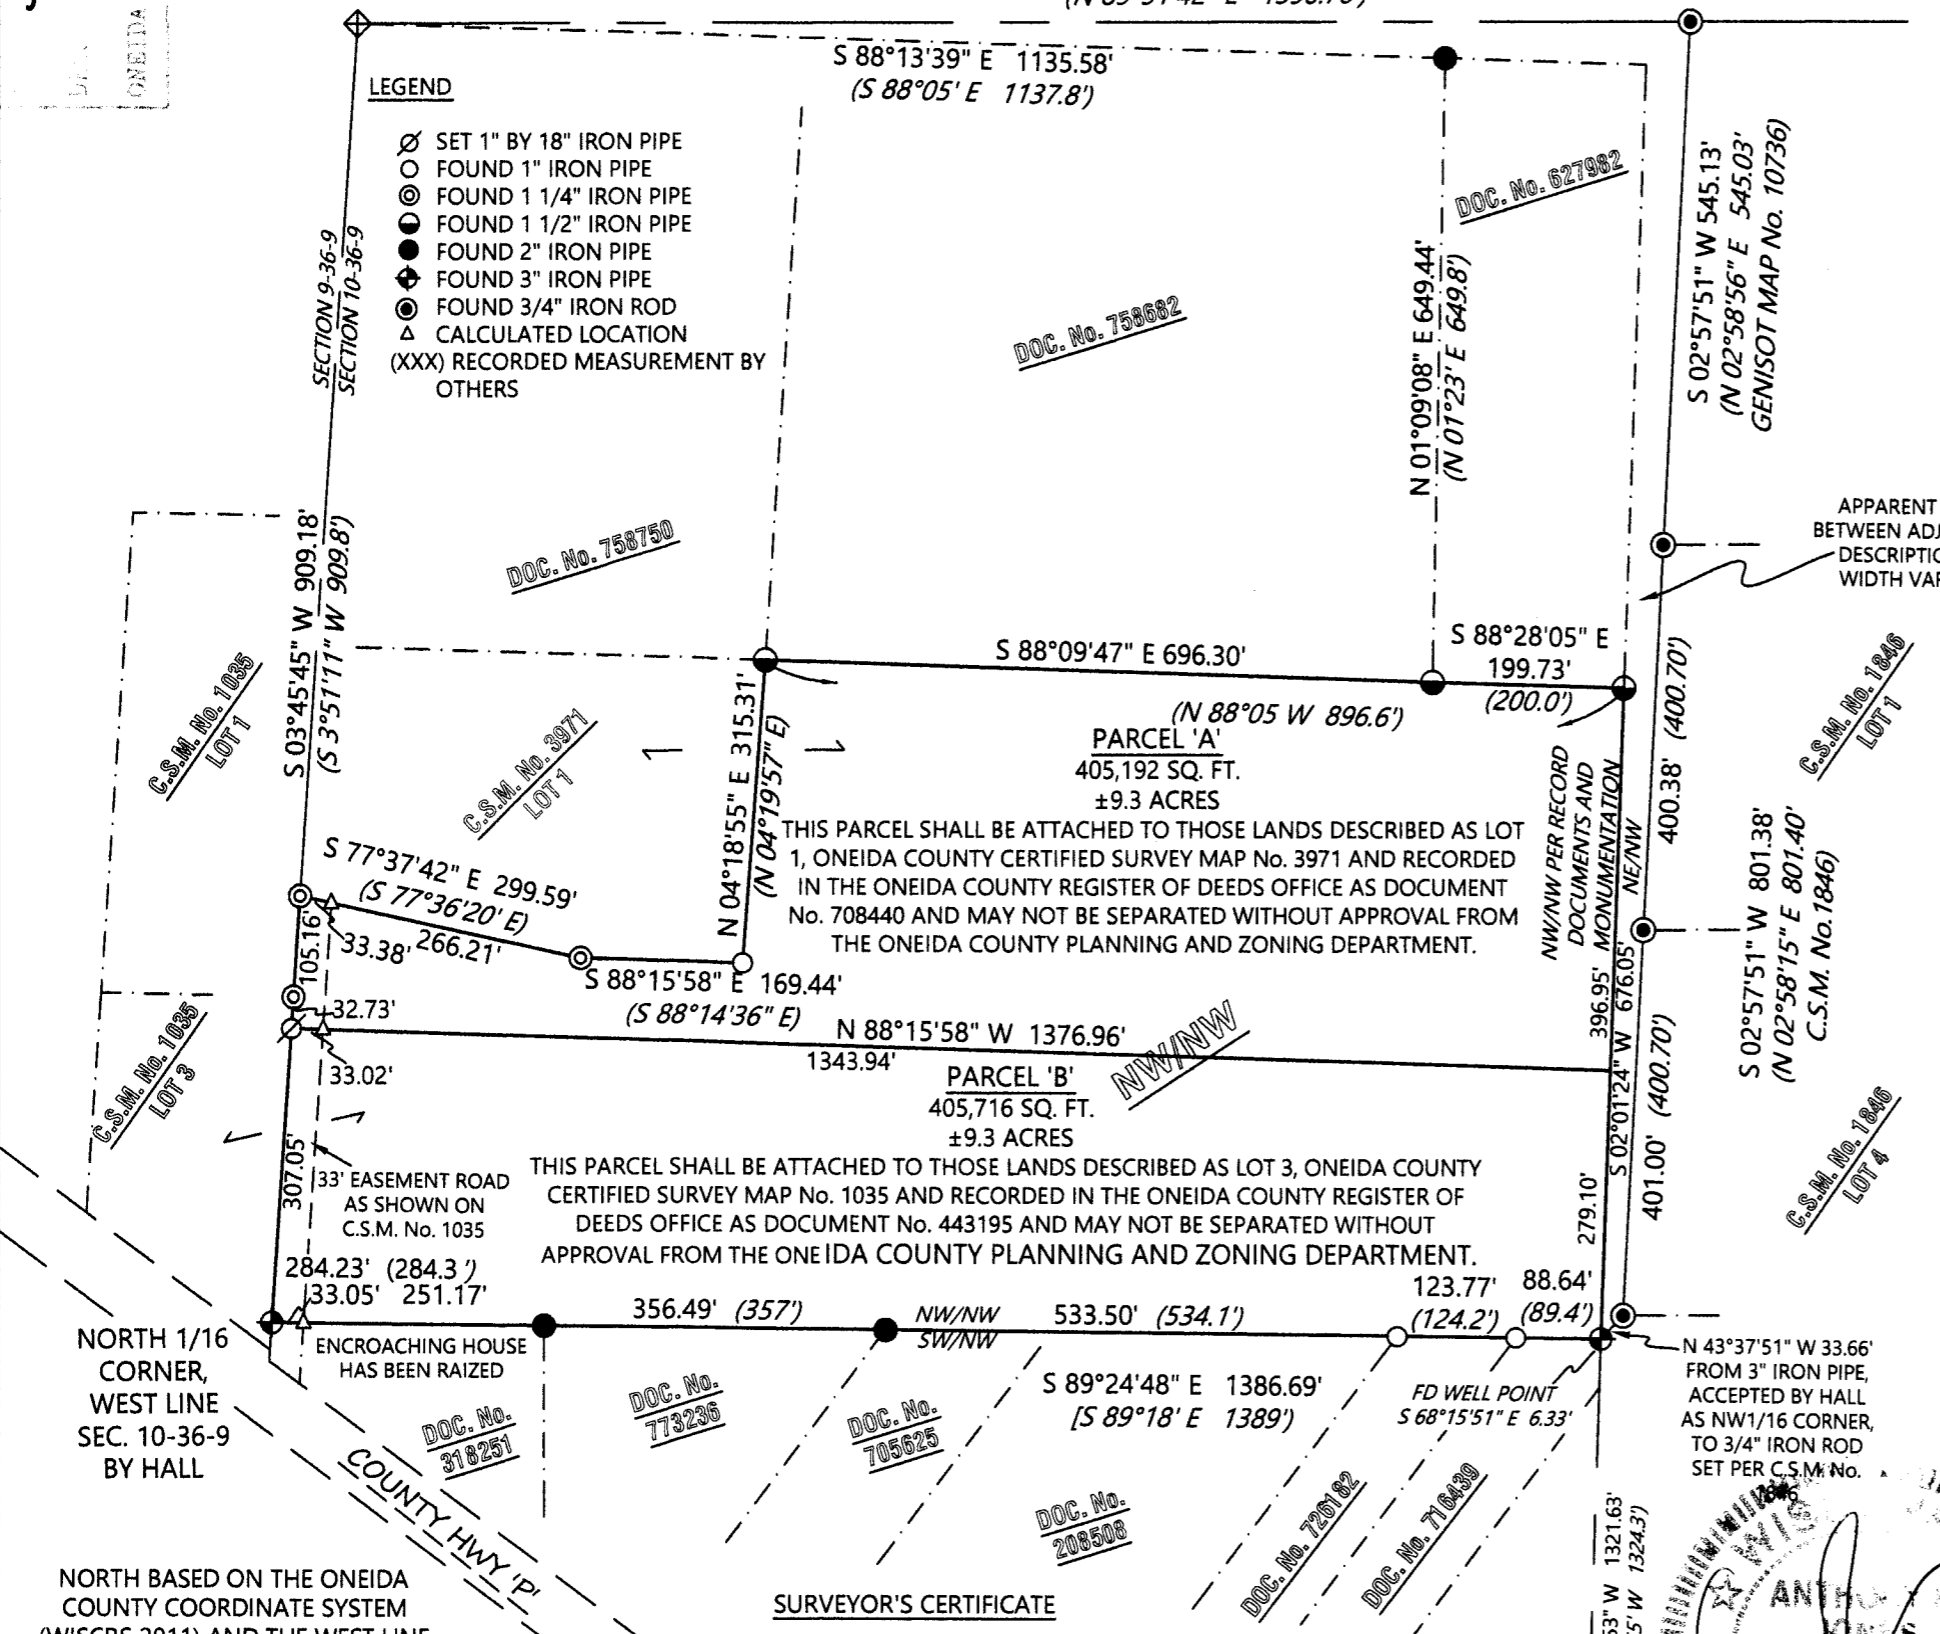 ONEIDA
S 88°13'39" E 1135.58'
(S 88°05' E 1137.8')
LEGEND
SET 1" BY 18" IRON PIPE
FOUND 1" IRON PIPE
FOUND 1 1/4" IRON PIPE
FOUND 1 1/2" IRON PIPE
FOUND 2" IRON PIPE
FOUND 3" IRON PIPE
FOUND 3/4" IRON ROD
CALCULATED LOCATION
(XXX) RECORDED MEASUREMENT BY
OTHERS
SECTION 9-36-9
SECTION 10-36-9
DOC. No. 627982
DOC. No. 758682
DOC. No. 758750
N 01°09'08" E 649.44'
(N 01°23' E 649.8')
S 02°57'51" W 545.13'
(N 02°58'56" E 545.03'
GENISOT MAP No. 10736)
APPARENT
BETWEEN
WIDTH
S 03°45'45" W 909.18'
(S 3°51'11" W 909.8')
C.S.M. No. 1035
LOT 1
C.S.M. No. 3971
LOT 1
S 88°09'47" E 696.30'
S 88°28'05" E
199.73'
(200.0')
(N 88°05 W 896.6')
N 04°18'55" E 315.31'
(N 04°19'57" E)
PARCEL 'A'
405,192 SQ. FT.
±9.3 ACRES
THIS PARCEL SHALL BE ATTACHED TO THOSE LANDS DESCRIBED AS LOT
1, ONEIDA COUNTY CERTIFIED SURVEY MAP No. 3971 AND RECORDED
IN THE ONEIDA COUNTY REGISTER OF DEEDS OFFICE AS DOCUMENT
No. 708440 AND MAY NOT BE SEPARATED WITHOUT APPROVAL FROM
THE ONEIDA COUNTY PLANNING AND ZONING DEPARTMENT.
NW/NW PER RECORD
DOCUMENTS AND
MONUMENTATION
NE/NW
400.38' (400.70')
C.S.M. No. 1846
LOT 1
S 02°57'51" W 801.38'
(N 02°58'15" E 801.40'
C.S.M. No.1846)
S 77°37'42" E 299.59'
(S 77°36'20' E)
33.38'
266.21'
105.16'
S 88°15'58" E 169.44'
(S 88°14'36" E)
32.73'
N 88°15'58" W 1376.96'
1343.94'
NW/NW
33.02'
396.95'
S 02°01'24" W 676.05'
401.00' (400.70')
C.S.M. No. 1035
LOT 3
PARCEL 'B'
405,716 SQ. FT.
±9.3 ACRES
THIS PARCEL SHALL BE ATTACHED TO THOSE LANDS DESCRIBED AS LOT 3, ONEIDA COUNTY
CERTIFIED SURVEY MAP No. 1035 AND RECORDED IN THE ONEIDA COUNTY REGISTER OF
DEEDS OFFICE AS DOCUMENT No. 443195 AND MAY NOT BE SEPARATED WITHOUT
APPROVAL FROM THE ONEIDA COUNTY PLANNING AND ZONING DEPARTMENT.
307.05'
33' EASEMENT ROAD
AS SHOWN ON
C.S.M. No. 1035
279.10'
C.S.M. No. 1846
LOT 4
284.23' (284.3')
33.05' 251.17'
356.49' (357')
NW/NW
SW/NW
533.50' (534.1')
123.77'
(124.2')
88.64'
(89.4')
ENCROACHING HOUSE
HAS BEEN RAIZED
NORTH 1/16
CORNER,
WEST LINE
SEC. 10-36-9
BY HALL
S 89°24'48" E 1386.69'
[S 89°18' E 1389')
FD WELL POINT
S 68°15'51" E 6.33'
N 43°37'51" W 33.66'
FROM 3" IRON PIPE,
ACCEPTED BY HALL
AS NW1/16 CORNER,
TO 3/4" IRON ROD
SET PER C.S.M. No.
1846
DOC. No.
318251
DOC. No.
773236
DOC. No.
705625
DOC. No.
208508
DOC. No. 726182
DOC. No. 716439
COUNTY HWY 'P'
1321.63'
1324.3')
NORTH BASED ON THE ONEIDA
COUNTY COORDINATE SYSTEM
SURVEYOR'S CERTIFICATE